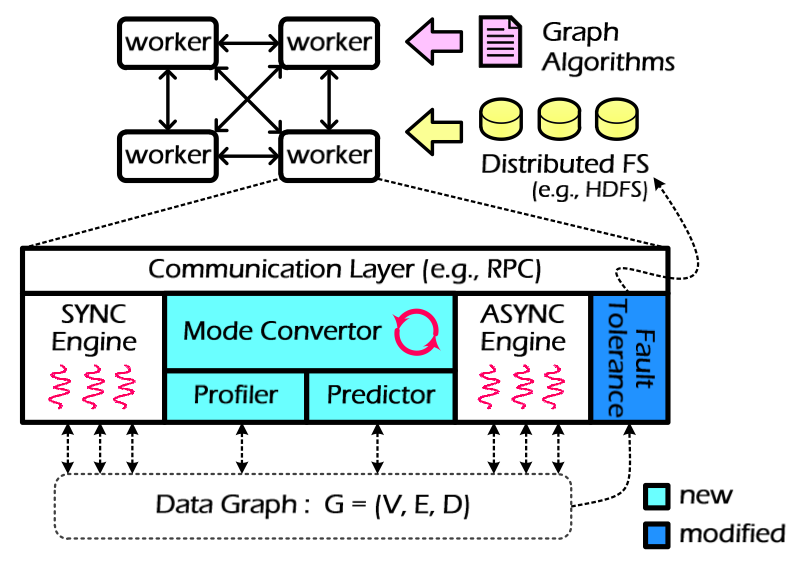 worker
worker
Graph
Algorithms
worker
worker
Distributed FS
(e.g., HDFS)
Communication Layer (e.g., RPC)
SYNC
Engine
Mode Convertor
ASYNC
Engine
Fault
Tolerance
Profiler
Predictor
Data Graph : G = (V, E, D)
new
modified